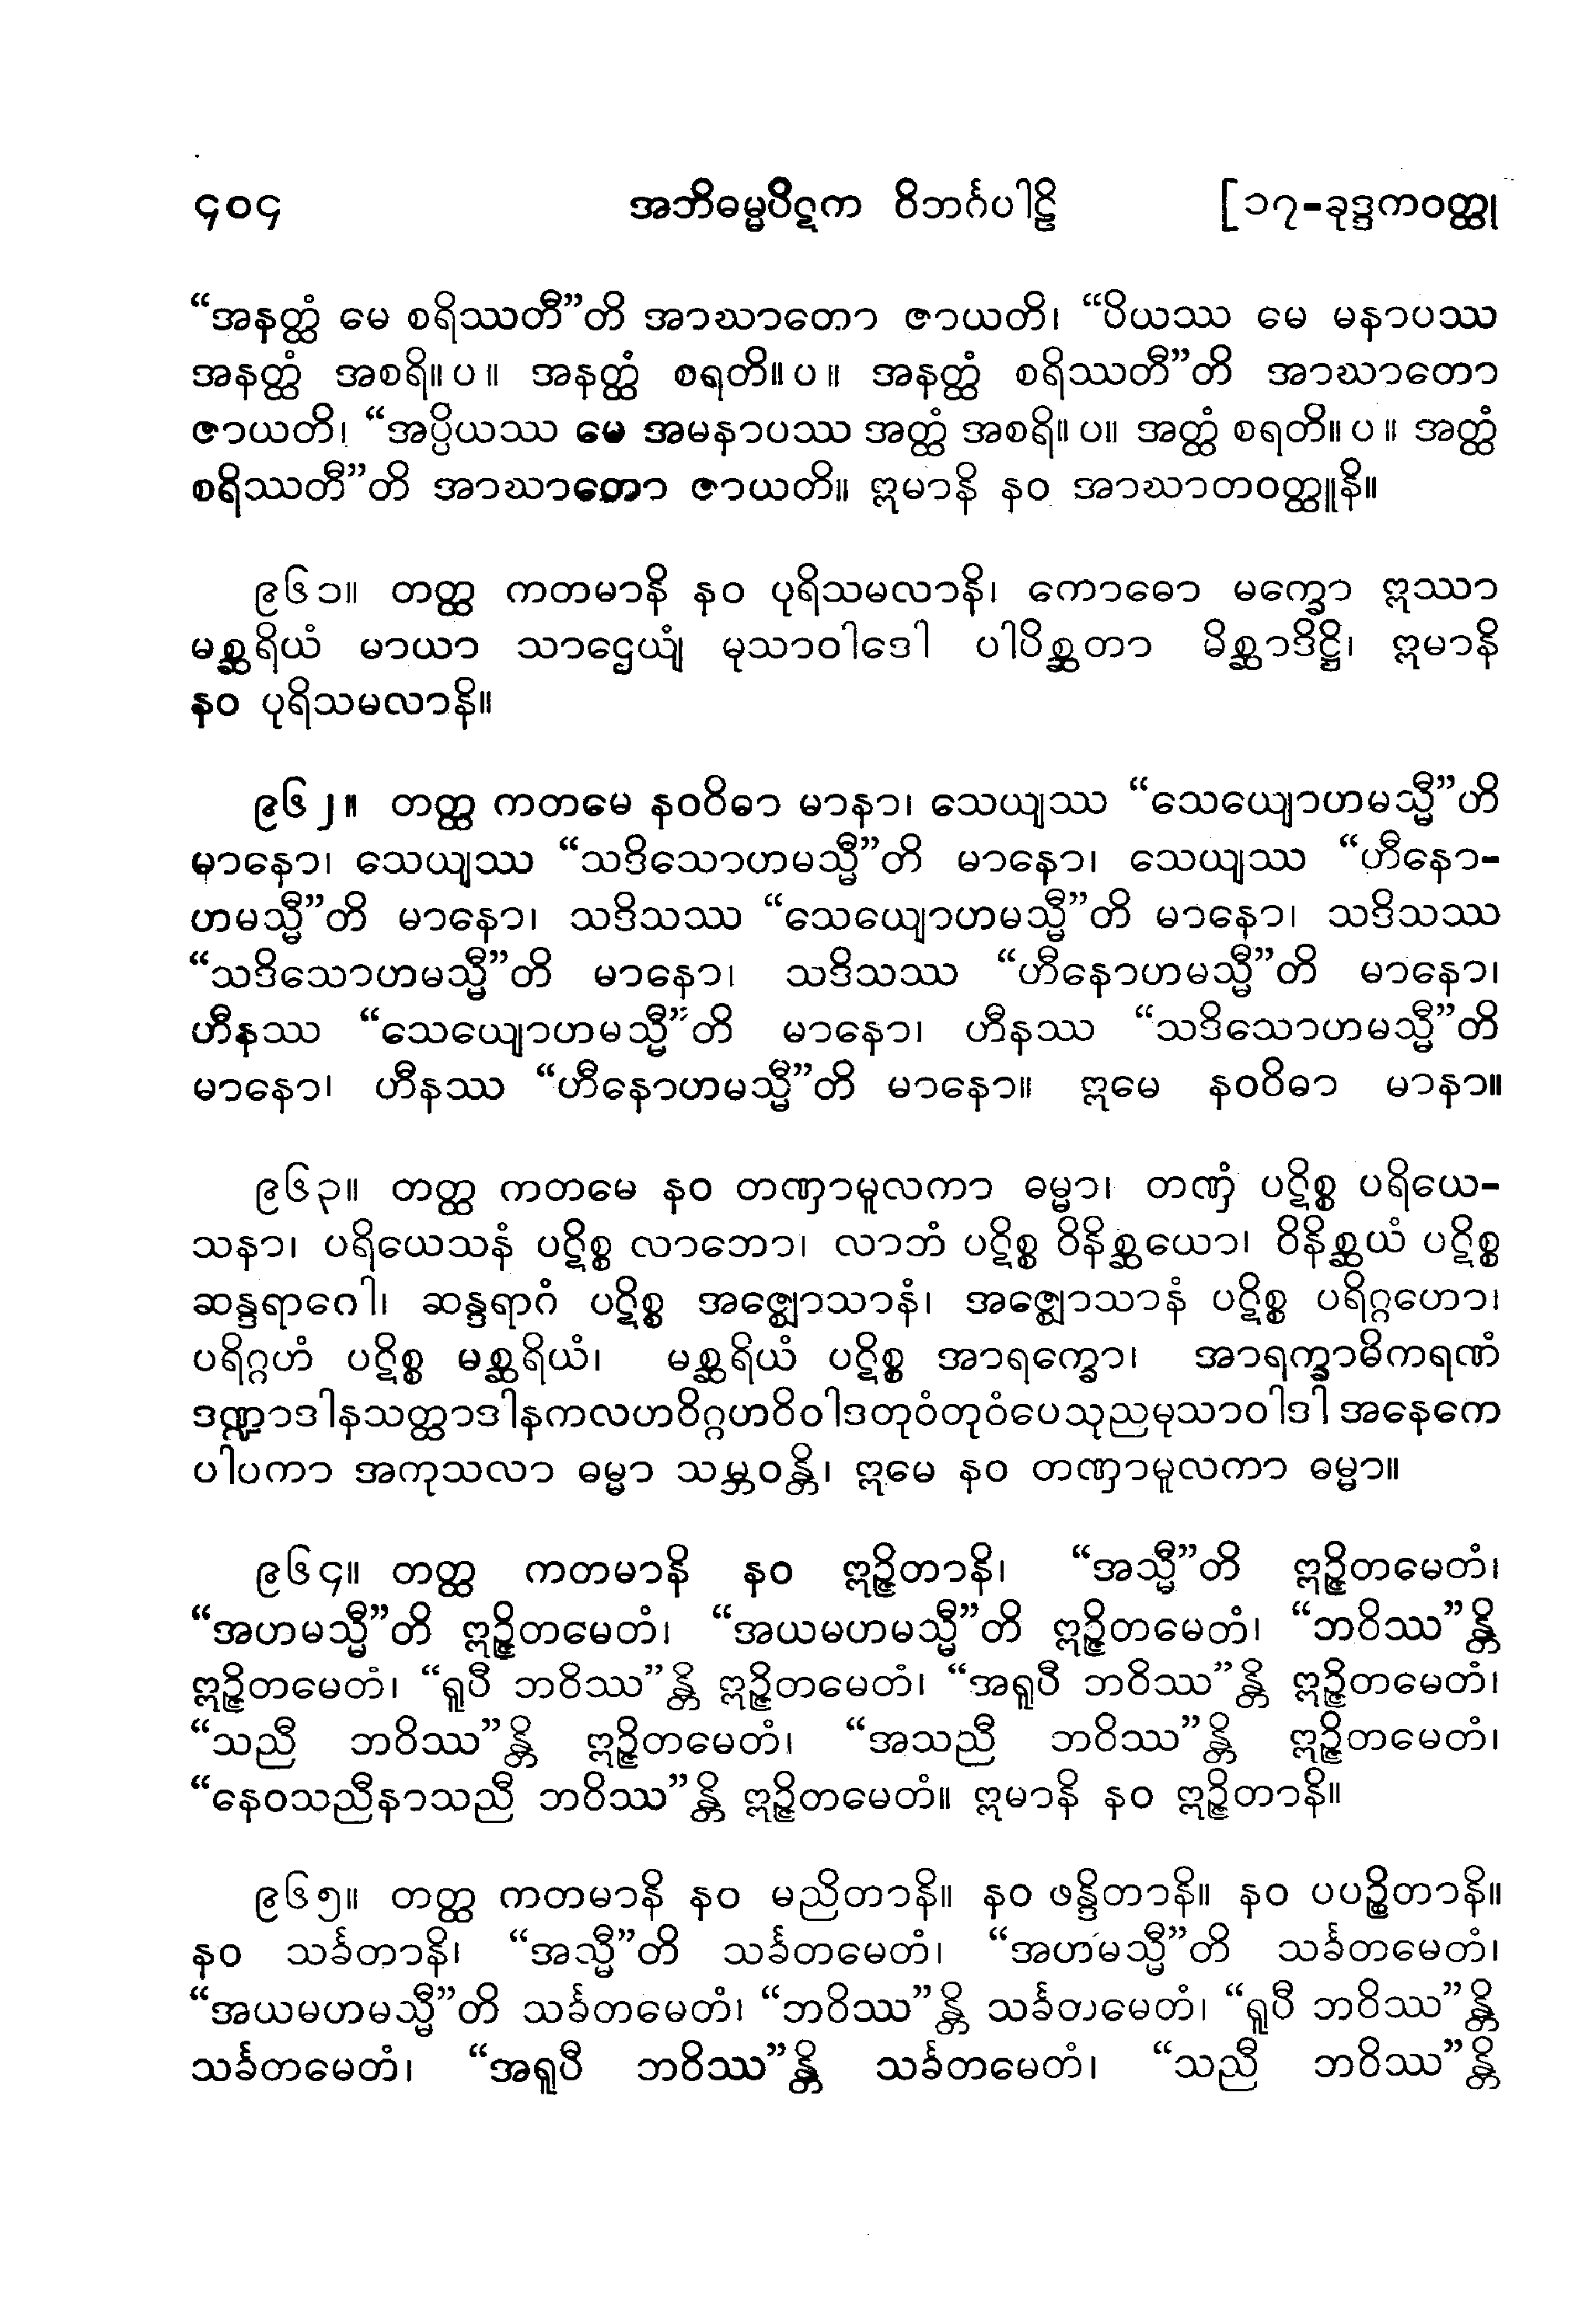 ၄၀၄ အဘိဓမ္မပိဋက ဝိဘင်္ဂပါဠိ [၁၇-ခုဒ္ဒကဝတ္ထု
“အနတ္ထံ မေ စရိဿတီ”တိ အာဃာတော ဇာယတိ၊ “ပိယဿ မေ မနာပဿ
အနတ္ထံ အစရိ။ပ။ အနတ္ထံ စရတိ။ပ။ အနတ္ထံ စရိဿတီ”တိ အာဃာတော
ဇာယတိ၊ “အပ္ပိယဿ မေ အမနာပဿ အတ္ထံ အစရိ။ပ။ အတ္ထံ စရတိ။ပ။ အတ္ထံ
စရိဿတီ”တိ အာဃာတော ဇာယတိ။ ဣမာနိ နဝ အာဃာတဝတ္ထူနိ။
၉၆၁။ တတ္ထ ကတမာနိ နဝ ပုရိသမလာနိ၊ ကောဓော မက္ခော ဣဿာ
မစ္ဆရိယံ မာယာ သာဌေယျံ မုသာဝါဒေါ ပါပိစ္ဆတာ မိစ္ဆာဒိဋ္ဌိ၊ ဣမာနိ
နဝ ပုရိသမလာနိ။
၉၆၂။ တတ္ထ ကတမေ နဝဝိဓာ မာနာ၊ သေယျဿ “သေယျောဟမသ္မီ”တိ
မာနော၊ သေယျဿ “သဒိသောဟမသ္မီ”တိ မာနော၊ သေယျဿ “ဟီနော-
ဟမသ္မီ”တိ မာနော၊ သဒိသဿ “သေယျောဟမသ္မီ”တိ မာနော၊ သဒိသဿ
“သဒိသောဟမသ္မီ”တိ မာနော၊ သဒိသဿ “ဟီနောဟမသ္မီ”တိ မာနော၊
ဟီနဿ “သေယျောဟမသ္မီ”တိ မာနော၊ ဟီနဿ “သဒိသောဟမသ္မီ”တိ
မာနော၊ ဟီနဿ “ဟီနောဟမသ္မီ”တိ မာနော။ ဣမေ နဝဝိဓာ မာနာ။
၉၆၃။ တတ္ထ ကတမေ နဝ တဏှာမူလကာ ဓမ္မာ၊ တဏှံ ပဋိစ္စ ပရိယေ-
သနာ၊ ပရိယေသနံ ပဋိစ္စ လာဘော၊ လာဘံ ပဋိစ္စ ဝိနိစ္ဆယော၊ ဝိနိစ္ဆယံ ပဋိစ္စ
ဆန္ဒရာဂေါ၊ ဆန္ဒရာဂံ ပဋိစ္စ အဇ္ဈောသာနံ၊ အဇ္ဈောသာနံ ပဋိစ္စ ပရိဂ္ဂဟော၊
ပရိဂ္ဂဟံ ပဋိစ္စ မစ္ဆရိယံ၊ မစ္ဆရိယံ ပဋိစ္စ အာရက္ခော၊ အာရက္ခာဓိကရဏံ
ဒဏ္ဍာဒါနသတ္ထာဒါနကလဟဝိဂ္ဂဟဝိဝါဒတုဝံတုဝံပေသုညမုသာဝါဒါ အနေကေ
ပါပကာ အကုသလာ ဓမ္မာ သမ္ဘဝန္တိ၊ ဣမေ နဝ တဏှာမူလကာ ဓမ္မာ။
၉၆၄။ တတ္ထ ကတမာနိ နဝ ဣဉ္ဇိတာနိ၊ “အသ္မီ”တိ ဣဉ္ဇိတမေတံ၊
“အဟမသ္မီ”တိ ဣဉ္ဇိတမေတံ၊ “အယမဟမသ္မီ”တိ ဣဉ္ဇိတမေတံ၊ “ဘဝိဿ”န္တိ
ဣဉ္ဇိတမေတံ၊ “ရူပီ ဘဝိဿ”န္တိ ဣဉ္ဇိတမေတံ၊ “အရူပီ ဘဝိဿ”န္တိ ဣဉ္ဇိတမေတံ၊
“သညီ ဘဝိဿ”န္တိ ဣဉ္ဇိတမေတံ၊ “အသညီ ဘဝိဿ”န္တိ ဣဉ္ဇိတမေတံ၊
“နေဝသညီနာသညီ ဘဝိဿ”န္တိ ဣဉ္ဇိတမေတံ။ ဣမာနိ နဝ ဣဉ္ဇိတာနိ။
၉၆၅။ တတ္ထ ကတမာနိ နဝ မညိတာနိ။ နဝ ဖန္ဒိတာနိ။ နဝ ပပဉ္စိတာနိ။
နဝ သင်္ခတာနိ၊ “အသ္မီ”တိ သင်္ခတမေတံ၊ “အဟမသ္မီ”တိ သင်္ခတမေတံ၊
“အယမဟမသ္မီ”တိ သင်္ခတမေတံ၊ “ဘဝိဿ”န္တိ သင်္ခတမေတံ၊ “ရူပီ ဘဝိဿ”န္တိ
သင်္ခတမေတံ၊ “အရူပီ ဘဝိဿ”န္တိ သင်္ခတမေတံ၊ “သညီ ဘဝိဿ”န္တိ